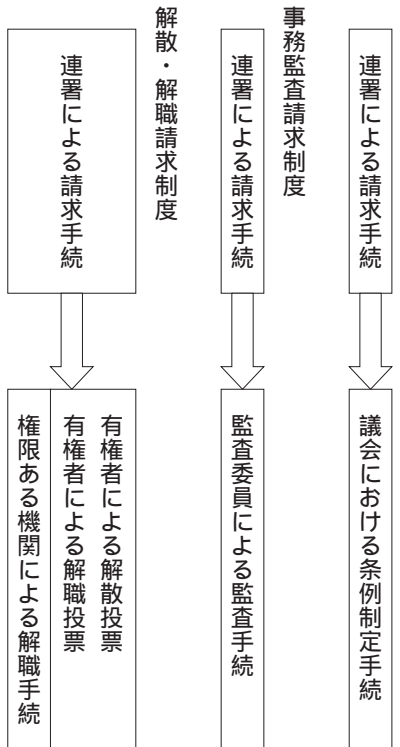 連署による請求手続
議会における条例制定手続
事務監査請求制度
連署による請求手続
監査委員による監査手続
解散・解職請求制度
連署による請求手続
有権者による解散投票
有権者による解職投票
権限ある機関による解職手続